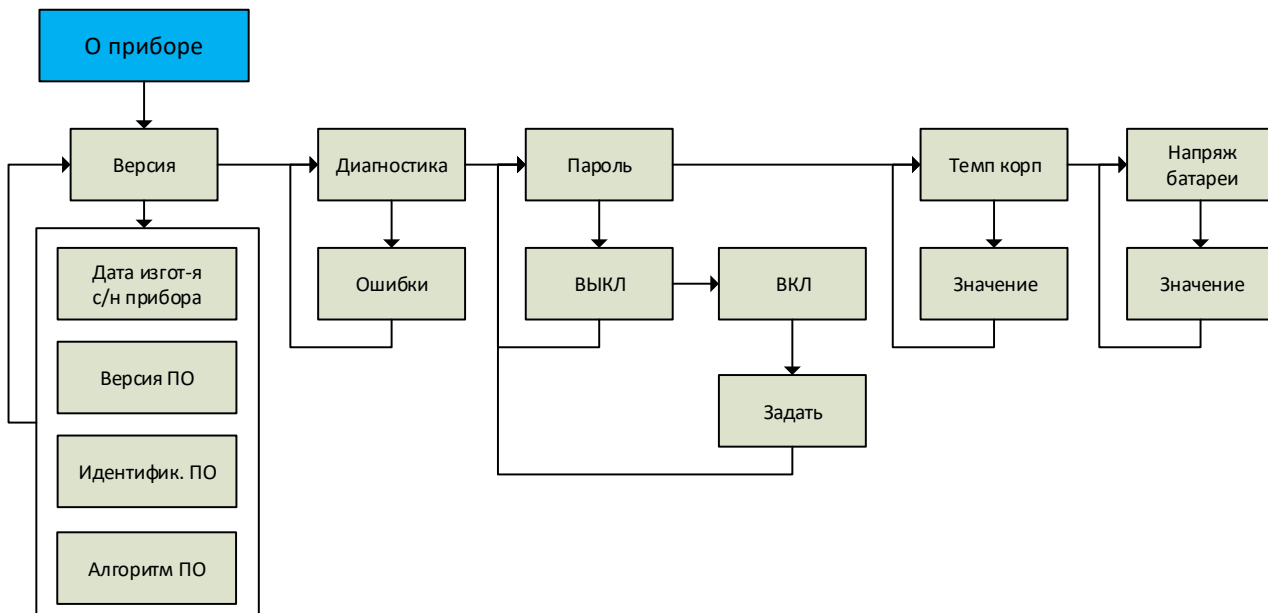 О приборе
Версия
Диагностика
Пароль
Темп корп
Напряж
батареи
Дата изгот-я
с/н прибора
Ошибки
ВЫКЛ
ВКЛ
Значение
Значение
Версия ПО
Задать
Идентифик. ПО
Алгоритм ПО